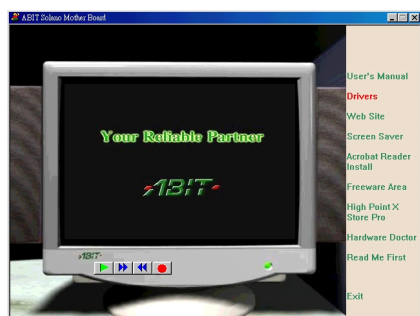 ABIT Solano Mother Board
Your Reliable Partner
ABIT
ABIT
User's Manual
Drivers
Web Site
Screen Saver
Acrobat Reader
Install
Freeware Area
High Point X
Store Pro
Hardware Doctor
Read Me First
Exit